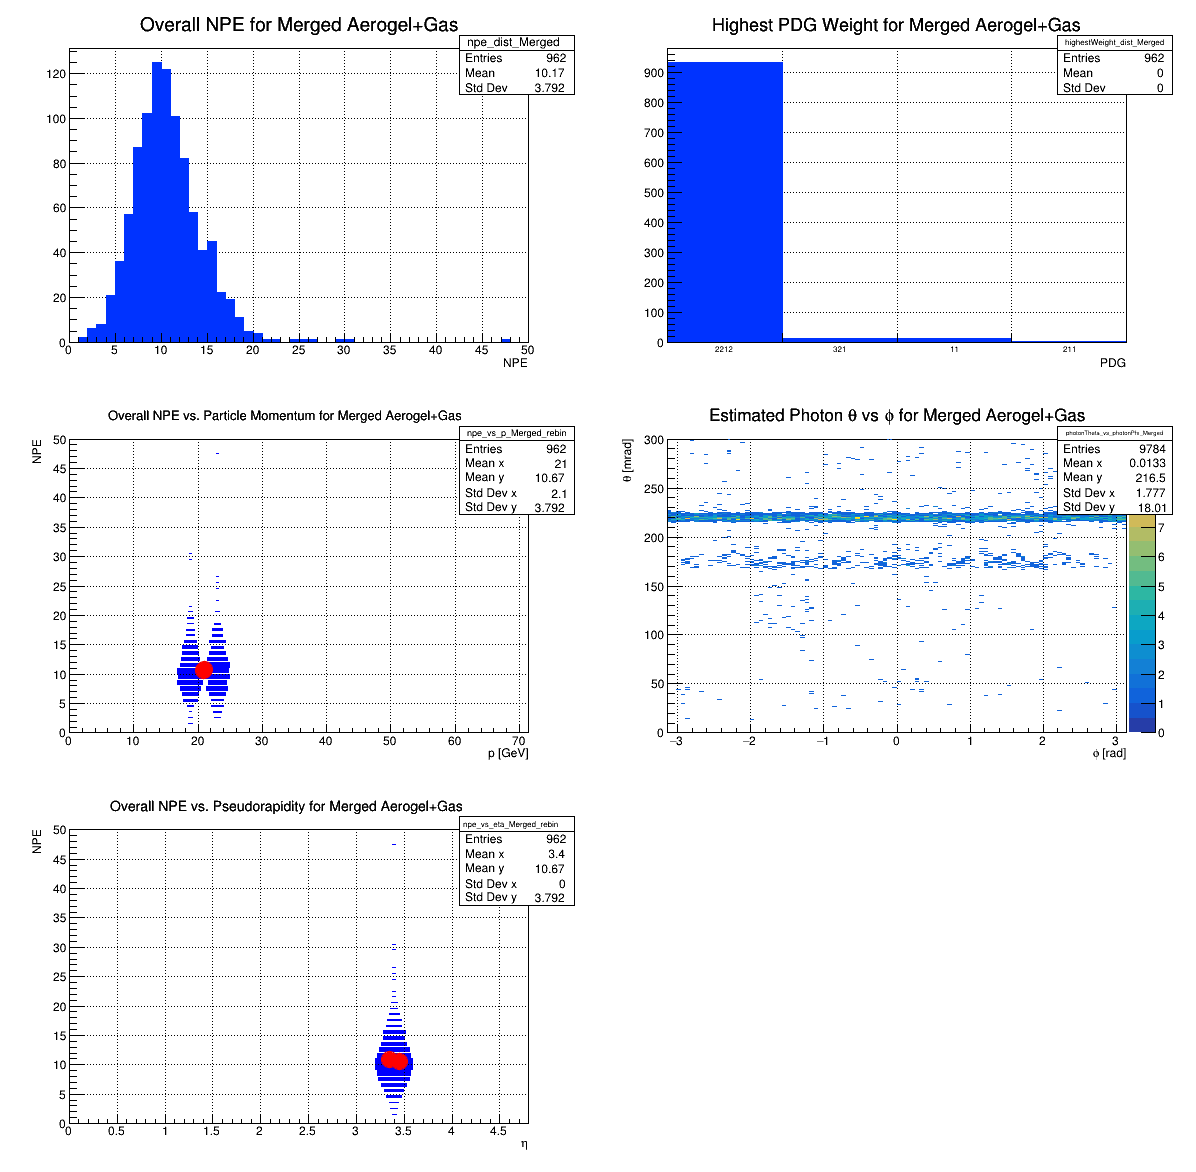 Overall NPE for Merged Aerogel+Gas
npe_dist_Merged
Entries 962
Mean 10.17
Std Dev 3.792
120
100
80
60
40
20
0
0 5 10 15 20 25 30 35 40 45 50
NPE
Highest PDG Weight for Merged Aerogel+Gas
highestWeight_dist_Merged
Entries 962
Mean 0
Std Dev 0
900
800
700
600
500
400
300
200
100
0
2212 321 11 211
PDG
Overall NPE vs. Particle Momentum for Merged Aerogel+Gas
npe_vs_p_Merged_rebin
Entries 962
Mean x 21
Mean y 10.67
Std Dev x 2.1
Std Dev y 3.792
NPE
50
45
40
35
30
25
20
15
10
5
0
0 10 20 30 40 50 60 70
p [GeV]
Estimated Photon θ vs ϕ for Merged Aerogel+Gas
photonTheta_vs_photonPhi_Merged
Entries 9784
Mean x 0.0133
Mean y 216.5
Std Dev x 1.777
Std Dev y 18.01
θ [mrad]
300
250
200
150
100
50
0
−3 −2 −1 0 1 2 3
ϕ [rad]
7
6
5
4
3
2
1
0
Overall NPE vs. Pseudorapidity for Merged Aerogel+Gas
npe_vs_eta_Merged_rebin
Entries 962
Mean x 3.4
Mean y 10.67
Std Dev x 0
Std Dev y 3.792
NPE
50
45
40
35
30
25
20
15
10
5
0
0 0.5 1 1.5 2 2.5 3 3.5 4 4.5
η